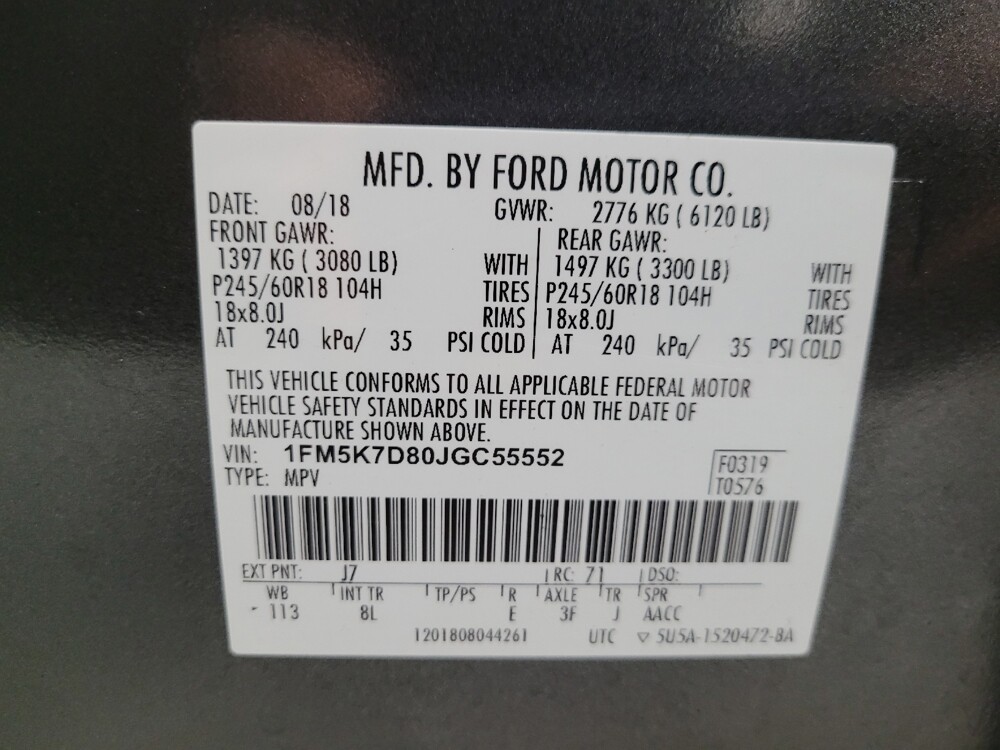 MFD. BY FORD MOTOR CO.
DATE: 08/18 GVWR: 2776 KG ( 6120 LB)
FRONT GAWR: REAR GAWR:
1397 KG ( 3080 LB) WITH 1497 KG ( 3300 LB) WITH
P245/60R18 104H TIRES P245/60R18 104H TIRES
18x8.0J RIMS 18x8.0J RIMS
AT 240 kPa/ 35 PSI COLD AT 240 kPa/ 35 PSI COLD
THIS VEHICLE CONFORMS TO ALL APPLICABLE FEDERAL MOTOR
VEHICLE SAFETY STANDARDS IN EFFECT ON THE DATE OF
MANUFACTURE SHOWN ABOVE.
VIN: 1FM5K7D80JGC55552 F0319
TYPE: MPV T0576
EXT PNT: J7 RC: 71 DSO:
WB INT TR TP/PS R AXLE TR SPR
113 8L E 3F J AACC
1201808044261 UTC ▽ 5U5A-1520472-BA